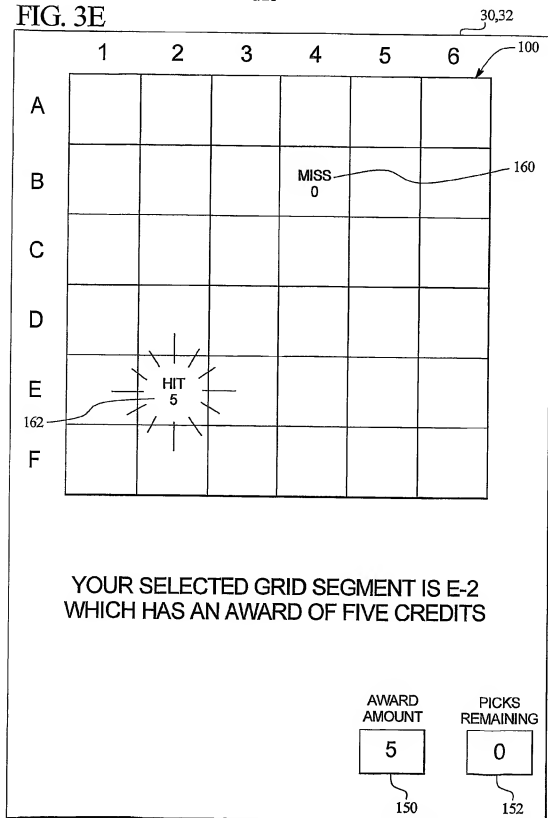 FIG. 3E
30,32
100
1 2 3 4 5 6
A
B
MISS
0
160
C
D
E
HIT
5
162
F
YOUR SELECTED GRID SEGMENT IS E-2
WHICH HAS AN AWARD OF FIVE CREDITS
AWARD
AMOUNT
5
150
PICKS
REMAINING
0
152